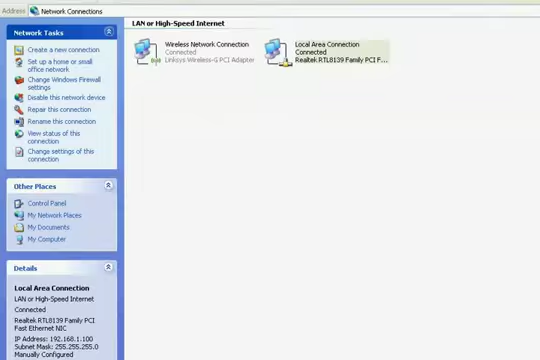 Address
Network Connections
Network Tasks
Create a new connection
Set up a home or small
office network
Change Windows Firewall
settings
Disable this network device
Repair this connection
Rename this connection
View status of this
connection
Change settings of this
connection
Other Places
Control Panel
My Network Places
My Documents
My Computer
Details
Local Area Connection
LAN or High-Speed Internet
Connected
Realtek RTL8139 Family PCI
Fast Ethernet NIC
IP Address: 192.168.1.100
Subnet Mask: 255.255.255.0
Manually Configured
LAN or High-Speed Internet
Wireless Network Connection
Connected
Linksys Wireless-G PCI Adapter
Local Area Connection
Connected
Realtek RTL8139 Family PCI F...